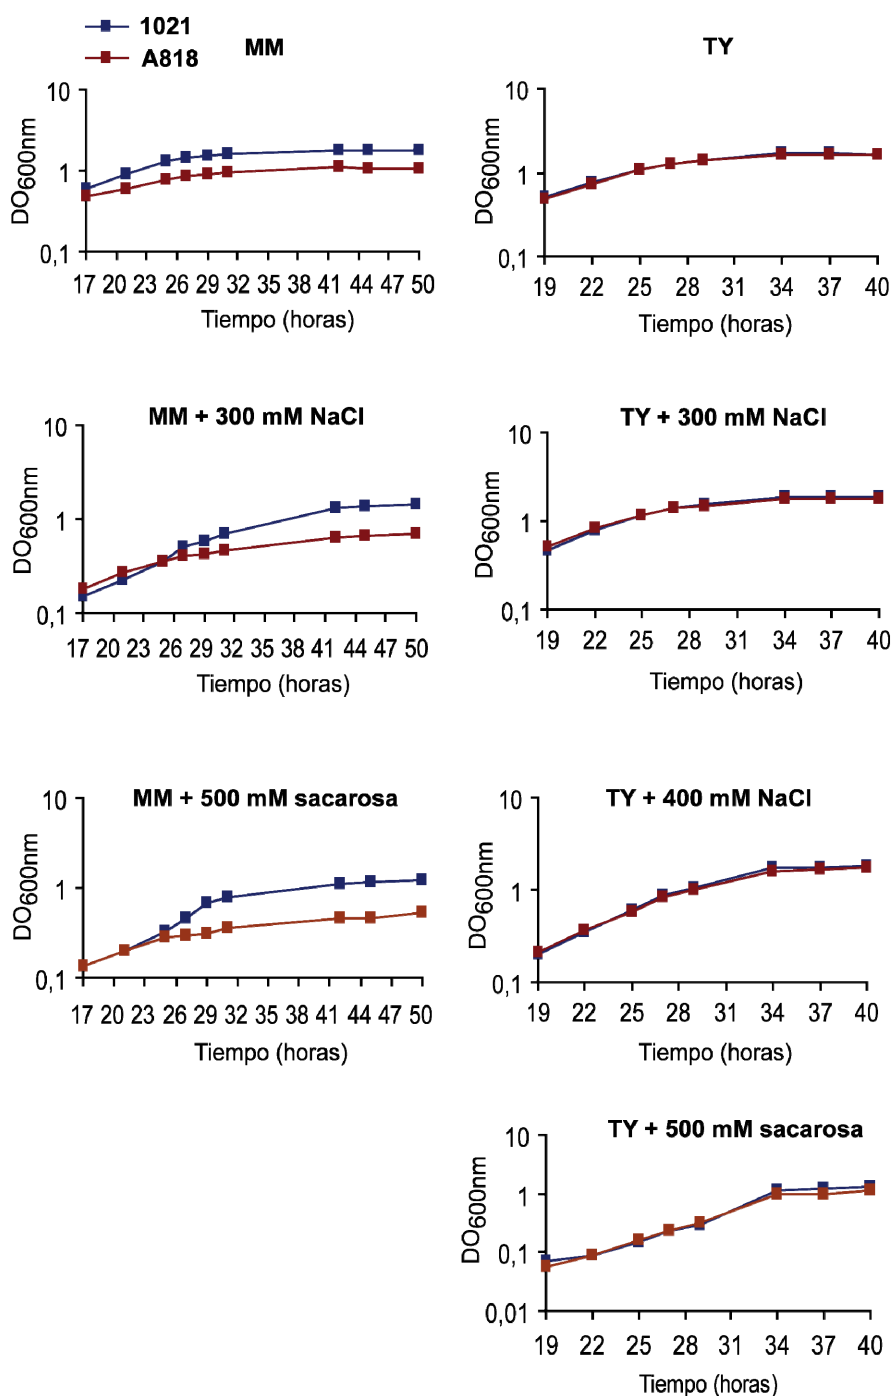 1021
A818
MM
10
1
0,1
DO600nm
17 20 23 26 29 32 35 38 41 44 47 50
Tiempo (horas)
TY
10
1
0,1
DO600nm
19 22 25 28 31 34 37 40
Tiempo (horas)
MM + 300 mM NaCl
10
1
0,1
DO600nm
17 20 23 26 29 32 35 38 41 44 47 50
Tiempo (horas)
TY + 300 mM NaCl
10
1
0,1
DO600nm
19 22 25 28 31 34 37 40
Tiempo (horas)
MM + 500 mM sacarosa
10
1
0,1
DO600nm
17 20 23 26 29 32 35 38 41 44 47 50
Tiempo (horas)
TY + 400 mM NaCl
10
1
0,1
DO600nm
19 22 25 28 31 34 37 40
Tiempo (horas)
TY + 500 mM sacarosa
10
1
0,1
0,01
DO600nm
19 22 25 28 31 34 37 40
Tiempo (horas)